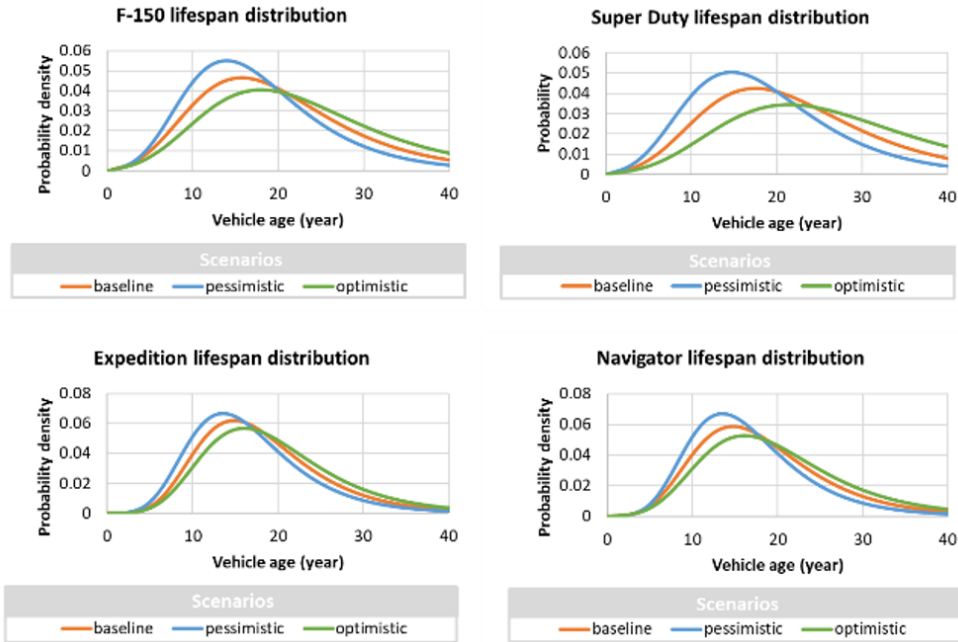 F-150 lifespan distribution
Probability density
0.06
0.05
0.04
0.03
0.02
0.01
0
0 10 20 30 40
Vehicle age (year)
Scenarios
baseline pessimistic optimistic
Super Duty lifespan distribution
Probability
0.06
0.05
0.04
0.03
0.02
0.01
0
0 10 20 30 40
Vehicle age (year)
Scenarios
baseline pessimistic optimistic
Expedition lifespan distribution
Probability density
0.08
0.06
0.04
0.02
0
0 10 20 30 40
Vehicle age (year)
Scenarios
baseline pessimistic optimistic
Navigator lifespan distribution
Probability density
0.08
0.06
0.04
0.02
0
0 10 20 30 40
Vehicle age (year)
Scenarios
baseline pessimistic optimistic